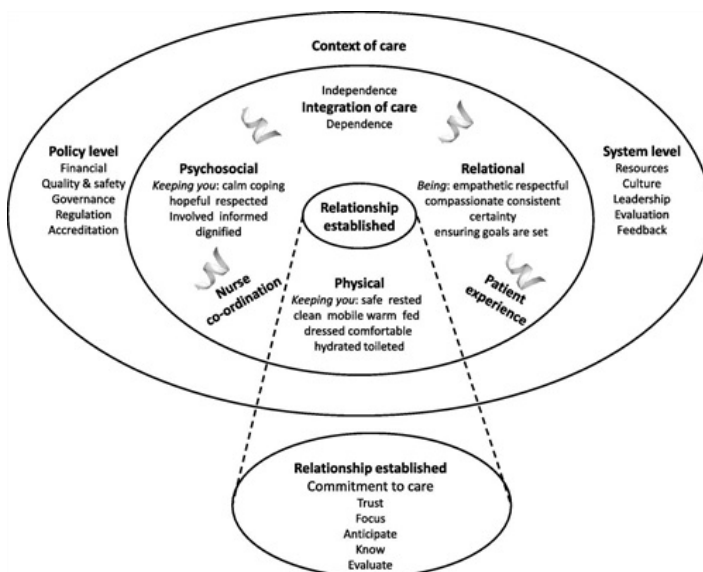 Context of care
Independence
Integration of care
Dependence
Policy level
Financial
Quality & safety
Governance
Regulation
Accreditation
Psychosocial
Keeping you: calm coping
hopeful respected
Involved informed
dignified
Relationship
established
Relational
Being: empathetic respectful
compassionate consistent
certainty
ensuring goals are set
System level
Resources
Culture
Leadership
Evaluation
Feedback
Nurse
co-ordination
Physical
Keeping you: safe rested
clean mobile warm fed
dressed comfortable
hydrated toileted
Patient
experience
Relationship established
Commitment to care
Trust
Focus
Anticipate
Know
Evaluate